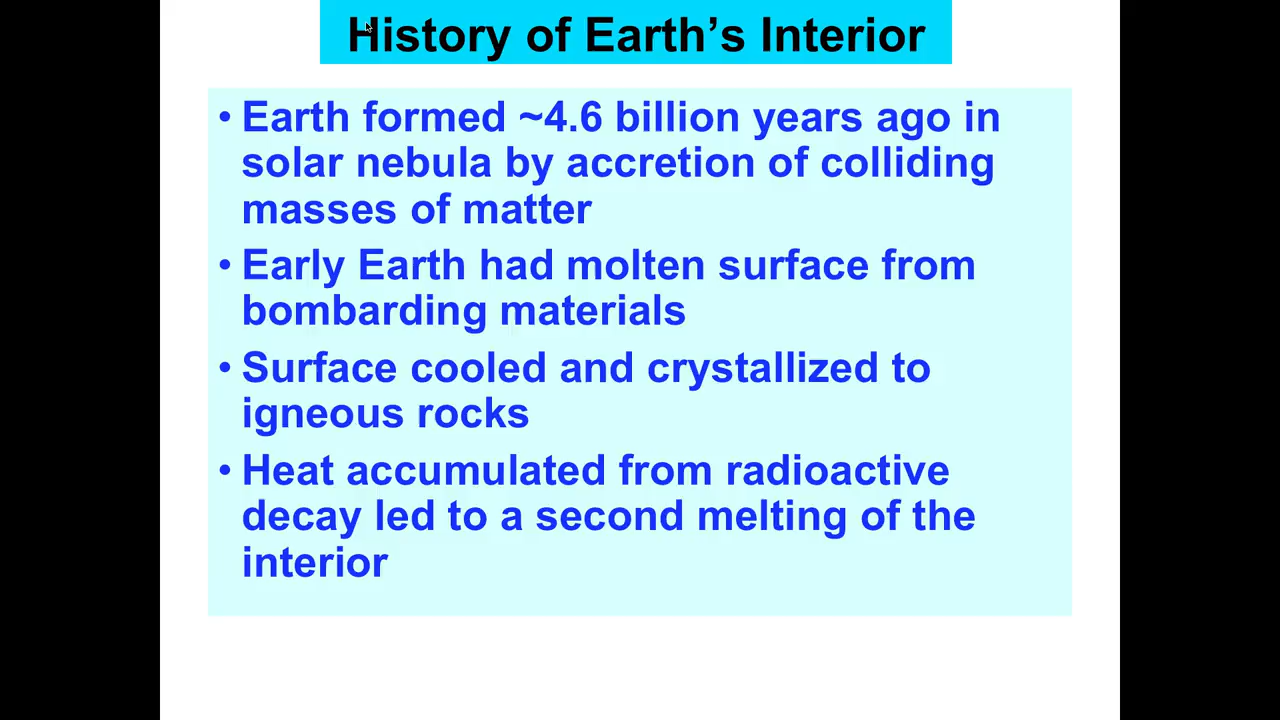 History of Earth’s Interior
• Earth formed ~4.6 billion years ago in
solar nebula by accretion of colliding
masses of matter
• Early Earth had molten surface from
bombarding materials
• Surface cooled and crystallized to
igneous rocks
• Heat accumulated from radioactive
decay led to a second melting of the
interior